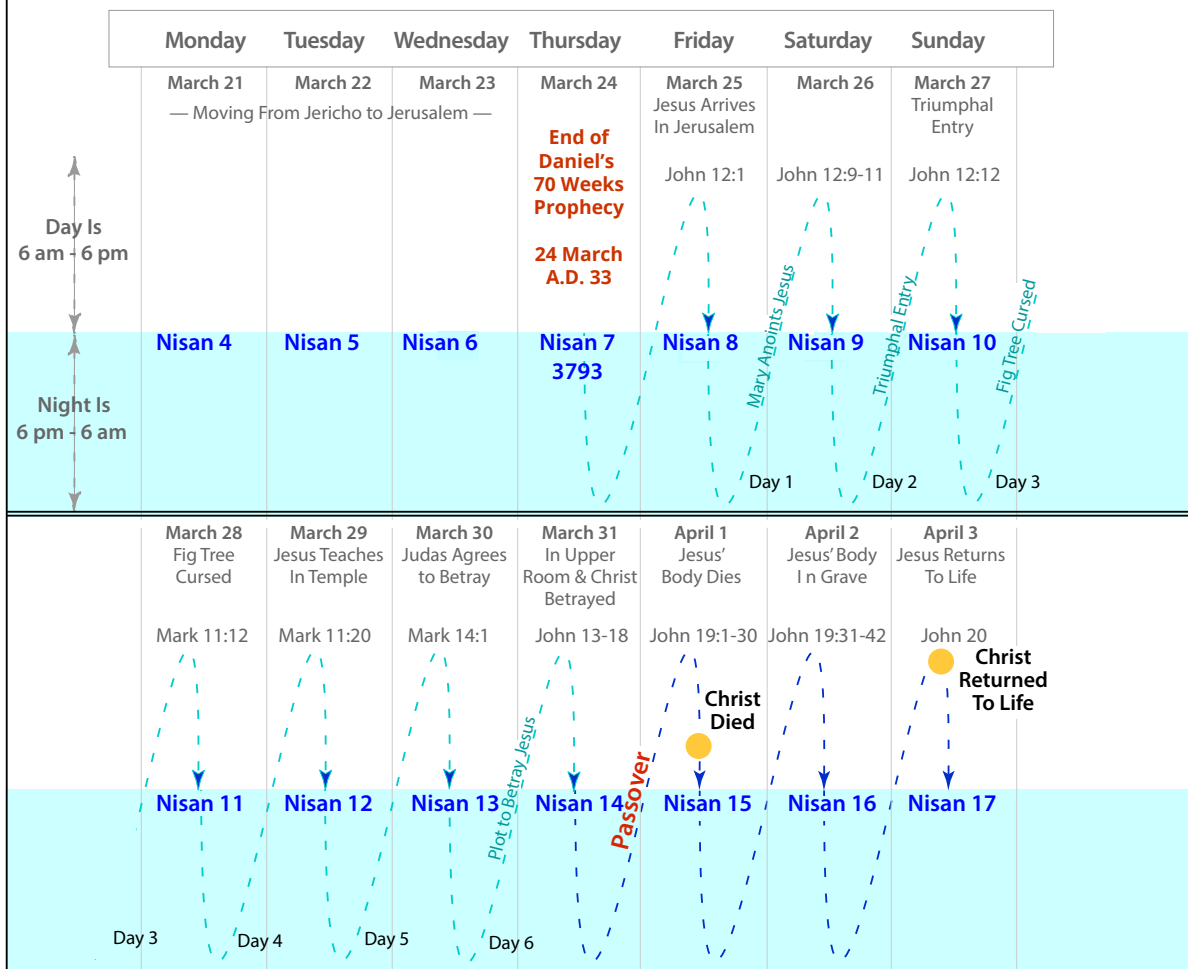 Monday Tuesday Wednesday Thursday Friday Saturday Sunday
March 21 March 22 March 23 March 24 March 25 March 26 March 27
— Moving From Jericho to Jerusalem —
Jesus Arrives
In Jerusalem
Triumphal
Entry
End of
Daniel's
70 Weeks
Prophecy
24 March
A.D. 33
John 12:1 John 12:9-11 John 12:12
Day Is
6 am - 6 pm
Mary Anoints Jesus
Triumphal Entry
Fig Tree Cursed
Nisan 4 Nisan 5 Nisan 6 Nisan 7 Nisan 8 Nisan 9 Nisan 10
3793
Night Is
6 pm - 6 am
Day 1 Day 2 Day 3
March 28 March 29 March 30 March 31 April 1 April 2 April 3
Fig Tree
Cursed
Jesus Teaches
In Temple
Judas Agrees
to Betray
In Upper
Room & Christ
Betrayed
Jesus'
Body Dies
Jesus' Body
I n Grave
Jesus Returns
To Life
Mark 11:12 Mark 11:20 Mark 14:1 John 13-18 John 19:1-30 John 19:31-42 John 20
Christ
Returned
To Life
Christ
Died
Plot to Betray Jesus
Passover
Nisan 11 Nisan 12 Nisan 13 Nisan 14 Nisan 15 Nisan 16 Nisan 17
Day 3 Day 4 Day 5 Day 6